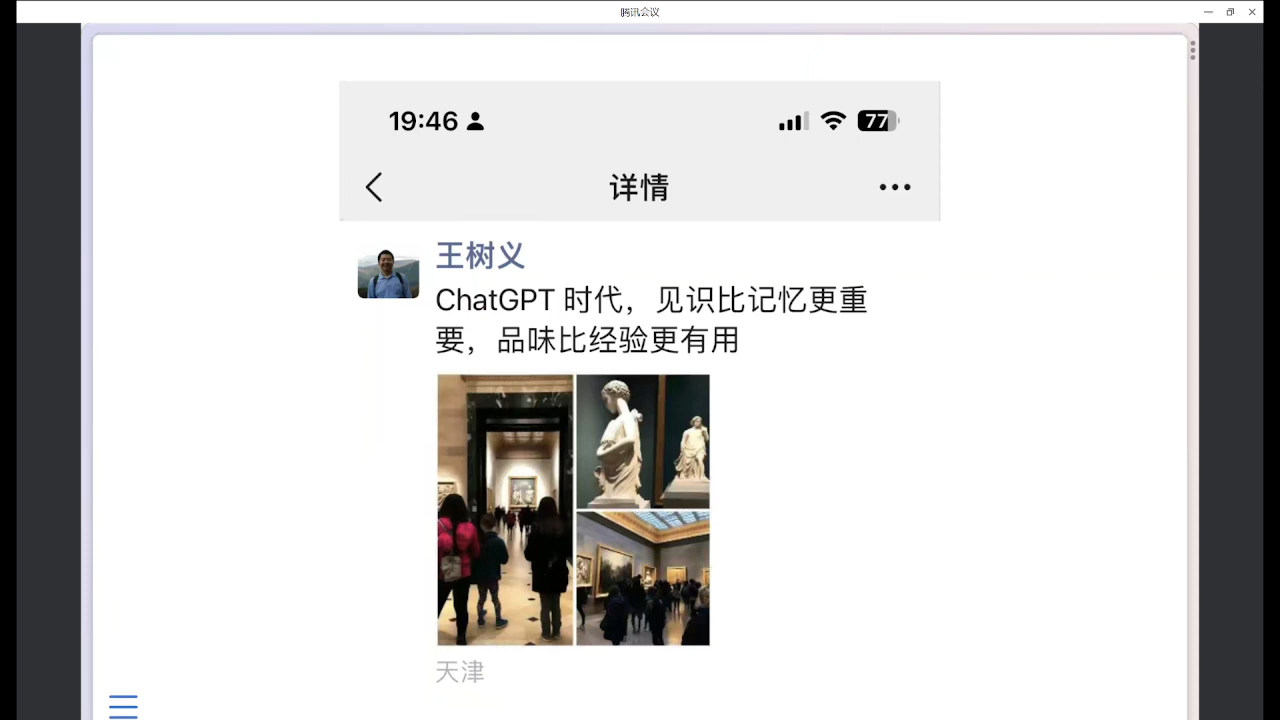 腾讯会议
19:46
77
详情
王树义
ChatGPT 时代，见识比记忆更重
要，品味比经验更有用
天津